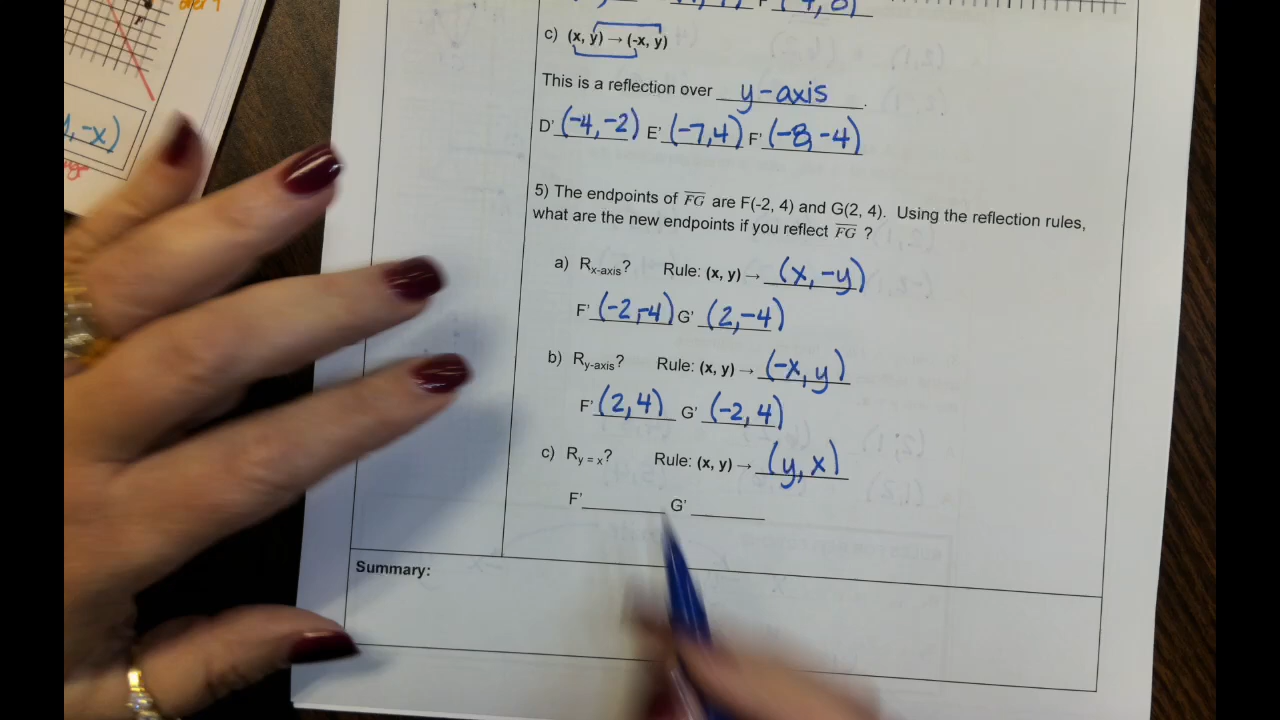 , -x)
c) (x, y) → (-x, y)
This is a reflection over y-axis.
D' (-4, -2) E' (-7, 4) F' (-8, -4)
5) The endpoints of FG are F(-2, 4) and G(2, 4). Using the reflection rules,
what are the new endpoints if you reflect FG ?
a) Rx-axis? Rule: (x, y) → (x, -y)
F' (-2, -4) G' (2, -4)
b) Ry-axis? Rule: (x, y) → (-x, y)
F' (2, 4) G' (-2, 4)
c) Ry = x? Rule: (x, y) → (y, x)
F' G'
Summary: